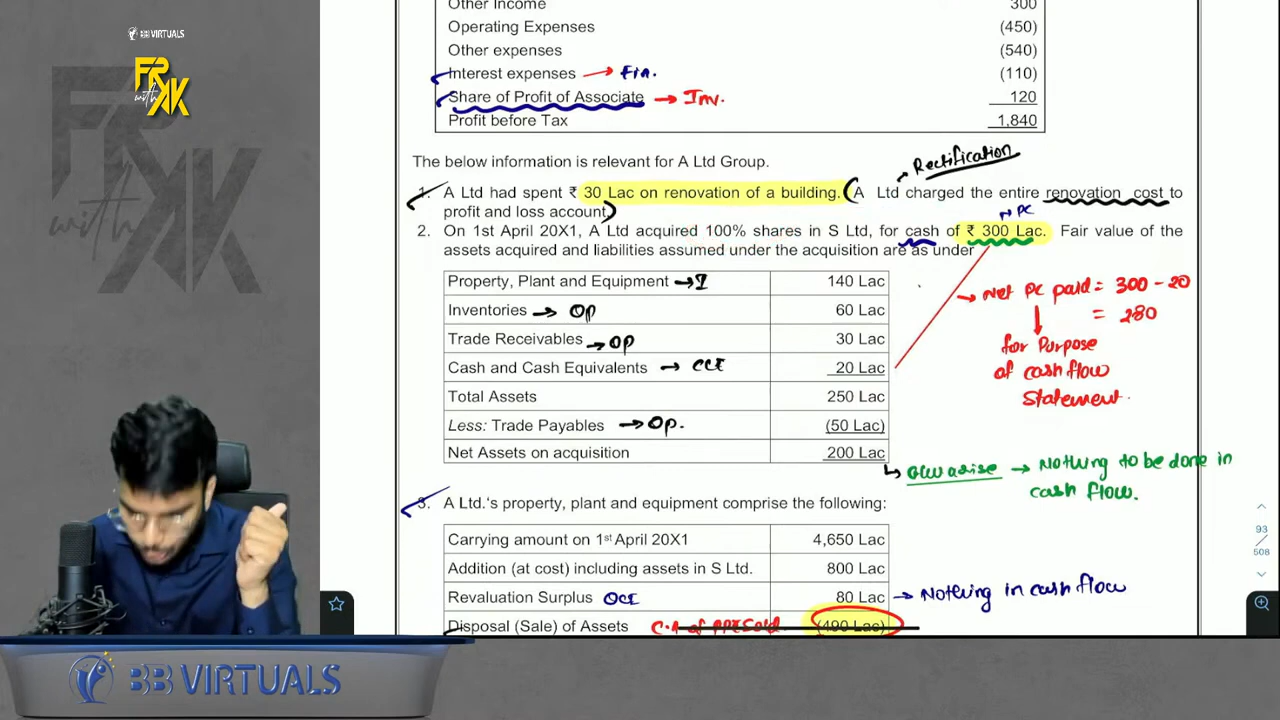 BB VIRTUALS
FR
with
AK
FR
with
AK
Other Income 300
Operating Expenses (450)
Other expenses (540)
Interest expenses → Fin. (110)
Share of Profit of Associate → Inv. 120
Profit before Tax 1,840
The below information is relevant for A Ltd Group.
Rectification
1. A Ltd had spent ₹ 30 Lac on renovation of a building. (A Ltd charged the entire renovation cost to
profit and loss account.)
PC
2. On 1st April 20X1, A Ltd acquired 100% shares in S Ltd, for cash of ₹ 300 Lac. Fair value of the
assets acquired and liabilities assumed under the acquisition are as under
Property, Plant and Equipment → I 140 Lac
Inventories → OP 60 Lac
Trade Receivables → OP 30 Lac
Cash and Cash Equivalents → CCE 20 Lac
Total Assets 250 Lac
Less: Trade Payables → Op. (50 Lac)
Net Assets on acquisition 200 Lac
→ Net PC paid = 300 - 20
= 280
for Purpose
of cash flow
statement.
→ Nothing to be done in
cash flow.
3. A Ltd.'s property, plant and equipment comprise the following:
Carrying amount on 1st April 20X1 4,650 Lac
Addition (at cost) including assets in S Ltd. 800 Lac
Revaluation Surplus OCI 80 Lac → Nothing in cash flow
Disposal (Sale) of Assets C.A of PPE sold (490 Lac)
93
/
508
BB VIRTUALS